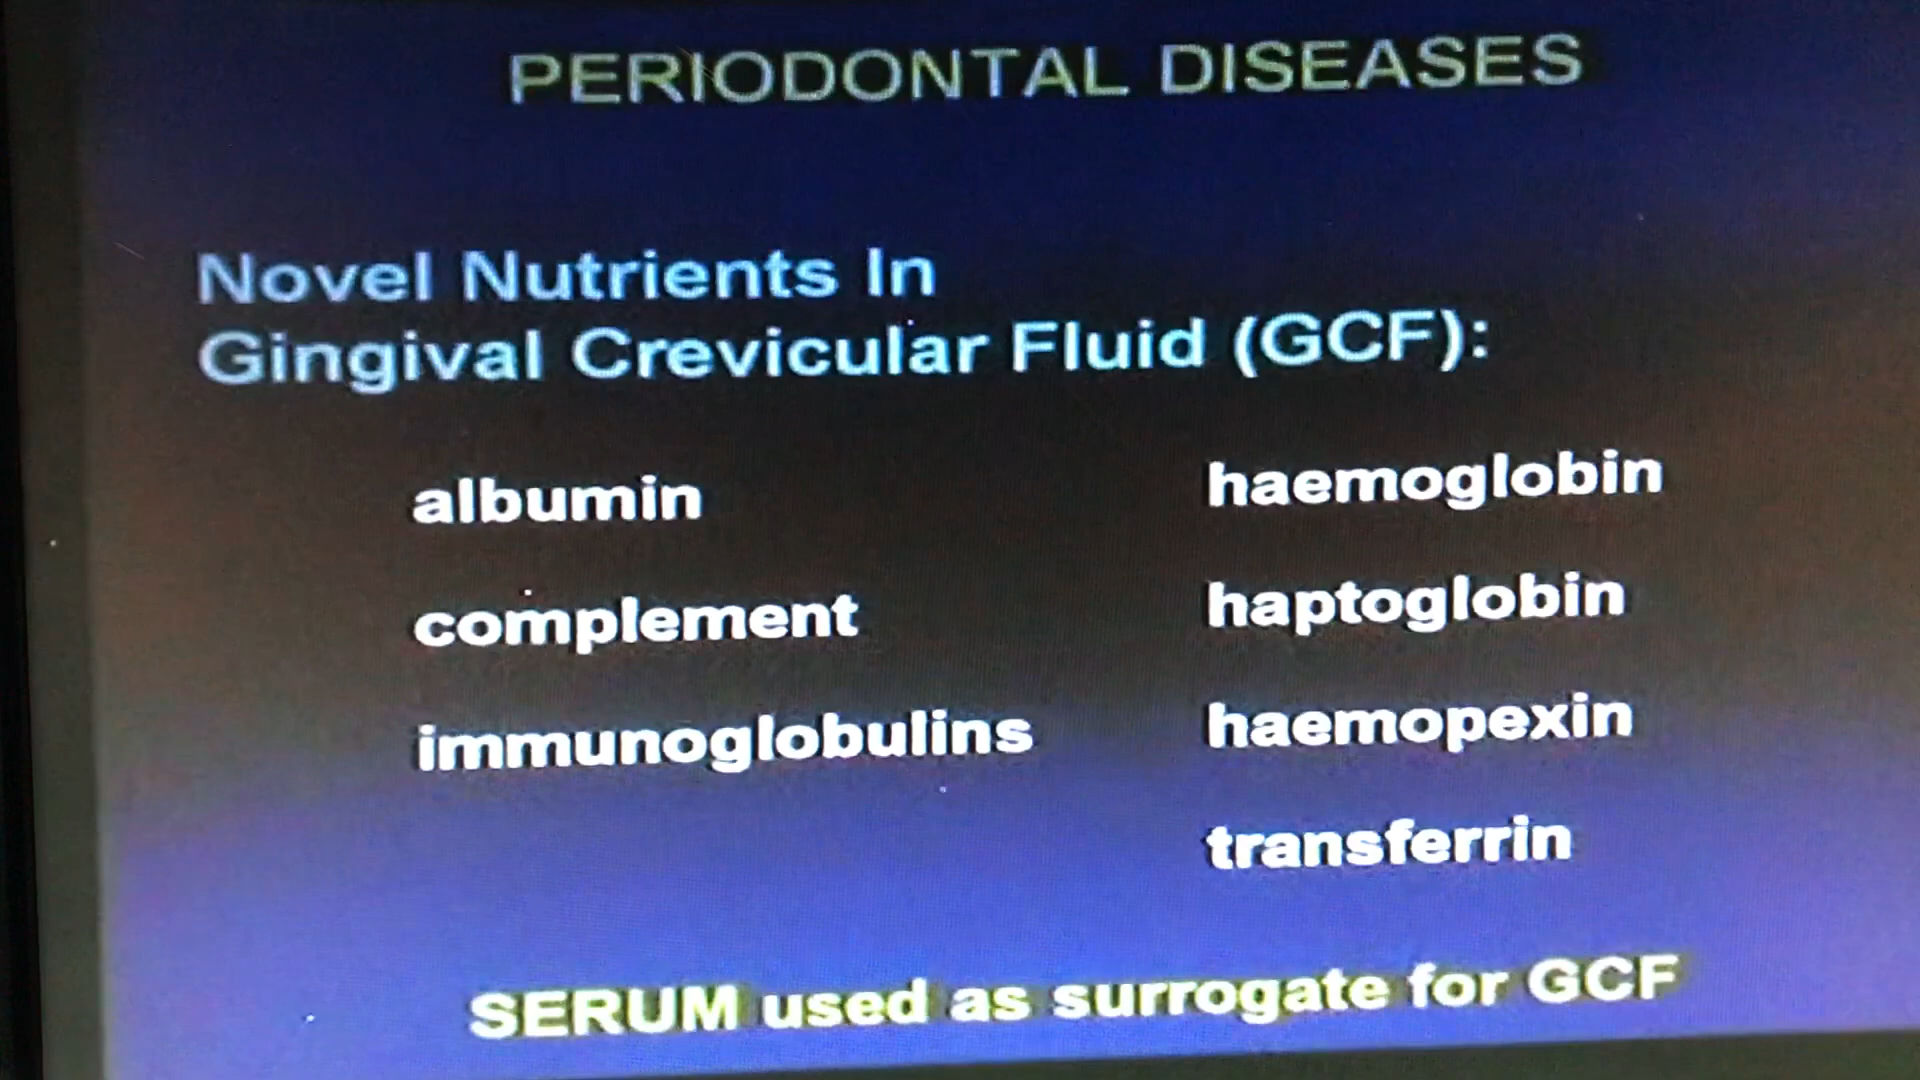 PERIODONTAL DISEASES
Novel Nutrients In
Gingival Crevicular Fluid (GCF):
albumin
complement
immunoglobulins
haemoglobin
haptoglobin
haemopexin
transferrin
SERUM used as surrogate for GCF